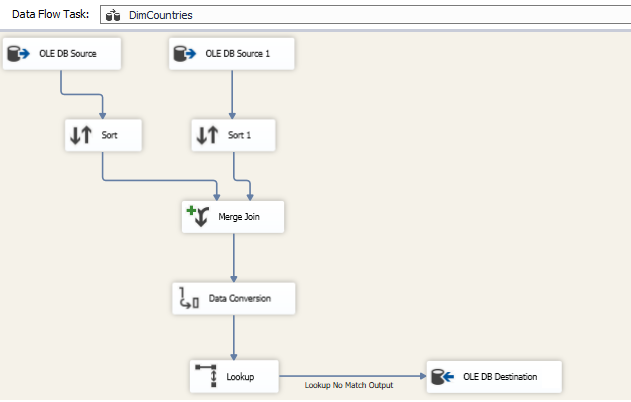 Data Flow Task: DimCountries
OLE DB Source
OLE DB Source 1
Sort
Sort 1
Merge Join
Data Conversion
Lookup
Lookup No Match Output
OLE DB Destination